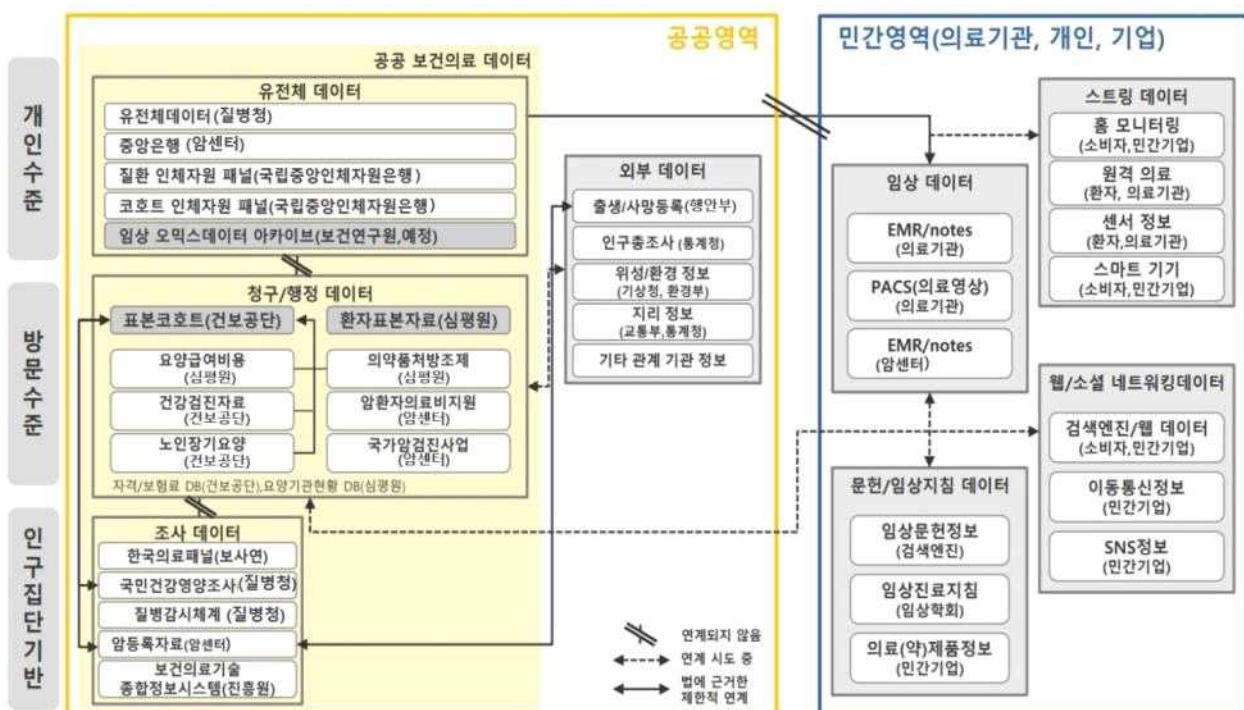 공공영역
민간영역(의료기관, 개인, 기업)
개인수준
방문수준
인구집단기반
공공 보건의료 데이터
유전체 데이터
유전체데이터(질병청)
중앙은행 (암센터)
질환 인체자원 패널(국립중앙인체자원은행)
코호트 인체자원 패널(국립중앙인체자원은행)
임상 오믹스데이터 아카이브(보건연구원,예정)
청구/행정 데이터
표본코호트(건보공단)
환자표본자료(심평원)
요양급여비용
(심평원)
의약품처방조제
(심평원)
건강검진자료
(건보공단)
암환자의료비지원
(암센터)
노인장기요양
(건보공단)
국가암검진사업
(암센터)
자격/보험료 DB(건보공단),요양기관현황 DB(심평원)
조사 데이터
한국의료패널(보사연)
국민건강영양조사(질병청)
질병감시체계 (질병청)
암등록자료(암센터)
보건의료기술
종합정보시스템(진흥원)
외부 데이터
출생/사망등록(행안부)
인구총조사 (통계청)
위성/환경 정보
(기상청, 환경부)
지리 정보
(교통부,통계청)
기타 관계 기관 정보
연계되지 않음
연계 시도 중
법에 근거한
제한적 연계
임상 데이터
EMR/notes
(의료기관)
PACS(의료영상)
(의료기관)
EMR/notes
(암센터)
문헌/임상지침 데이터
임상문헌정보
(검색엔진)
임상진료지침
(임상학회)
의료(약)제품정보
(민간기업)
스트링 데이터
홈 모니터링
(소비자,민간기업)
원격 의료
(환자, 의료기관)
센서 정보
(환자,의료기관)
스마트 기기
(소비자,민간기업)
웹/소셜 네트워킹데이터
검색엔진/웹 데이터
(소비자,민간기업)
이동통신정보
(민간기업)
SNS정보
(민간기업)